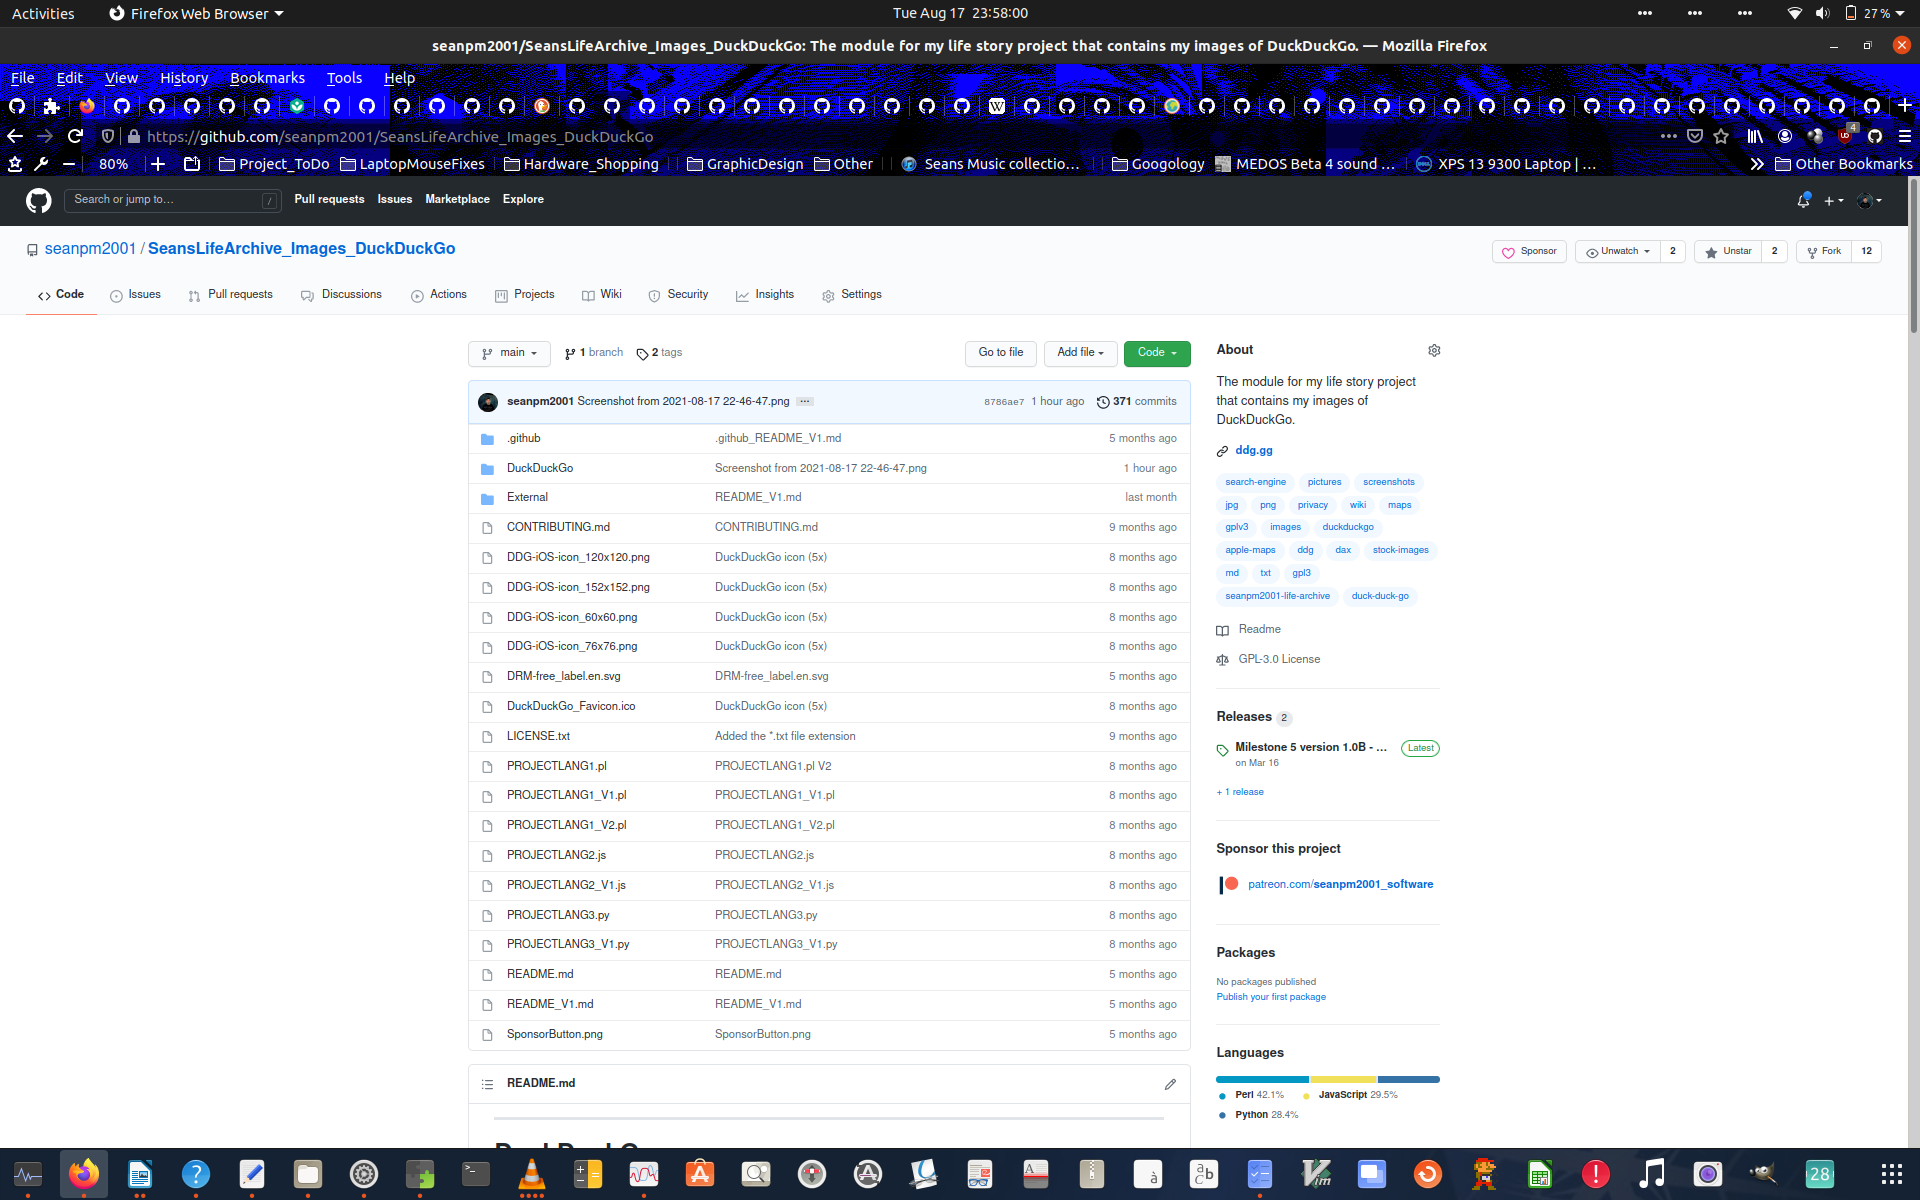 Activities
Firefox Web Browser
Tue Aug 17 23:58:00
27 %
seanpm2001/SeansLifeArchive_Images_DuckDuckGo: The module for my life story project that contains my images of DuckDuckGo. — Mozilla Firefox
File Edit View History Bookmarks Tools Help
https://github.com/seanpm2001/SeansLifeArchive_Images_DuckDuckGo
4
80%
Project_ToDo
LaptopMouseFixes
Hardware_Shopping
GraphicDesign
Other
Seans Music collectio…
Googology
MEDOS Beta 4 sound …
XPS 13 9300 Laptop | …
Other Bookmarks
Search or jump to…
/
Pull requests Issues Marketplace Explore
seanpm2001 / SeansLifeArchive_Images_DuckDuckGo
Sponsor
Unwatch 2
Unstar 2
Fork 12
Code Issues Pull requests Discussions Actions Projects Wiki Security Insights Settings
main
1 branch
2 tags
Go to file
Add file
Code
seanpm2001 Screenshot from 2021-08-17 22-46-47.png ... 8786ae7 1 hour ago 371 commits
.github .github_README_V1.md 5 months ago
DuckDuckGo Screenshot from 2021-08-17 22-46-47.png 1 hour ago
External README_V1.md last month
CONTRIBUTING.md CONTRIBUTING.md 9 months ago
DDG-iOS-icon_120x120.png DuckDuckGo icon (5x) 8 months ago
DDG-iOS-icon_152x152.png DuckDuckGo icon (5x) 8 months ago
DDG-iOS-icon_60x60.png DuckDuckGo icon (5x) 8 months ago
DDG-iOS-icon_76x76.png DuckDuckGo icon (5x) 8 months ago
DRM-free_label.en.svg DRM-free_label.en.svg 5 months ago
DuckDuckGo_Favicon.ico DuckDuckGo icon (5x) 8 months ago
LICENSE.txt Added the *.txt file extension 9 months ago
PROJECTLANG1.pl PROJECTLANG1.pl V2 8 months ago
PROJECTLANG1_V1.pl PROJECTLANG1_V1.pl 8 months ago
PROJECTLANG1_V2.pl PROJECTLANG1_V2.pl 8 months ago
PROJECTLANG2.js PROJECTLANG2.js 8 months ago
PROJECTLANG2_V1.js PROJECTLANG2_V1.js 8 months ago
PROJECTLANG3.py PROJECTLANG3.py 8 months ago
PROJECTLANG3_V1.py PROJECTLANG3_V1.py 8 months ago
README.md README.md 5 months ago
README_V1.md README_V1.md 5 months ago
SponsorButton.png SponsorButton.png 5 months ago
README.md
About
The module for my life story project
that contains my images of
DuckDuckGo.
ddg.gg
search-engine pictures screenshots
jpg png privacy wiki maps
gplv3 images duckduckgo
apple-maps ddg dax stock-images
md txt gpl3
seanpm2001-life-archive duck-duck-go
Readme
GPL-3.0 License
Releases 2
Milestone 5 version 1.0B - ... Latest
on Mar 16
+ 1 release
Sponsor this project
patreon.com/seanpm2001_software
Packages
No packages published
Publish your first package
Languages
Perl 42.1% JavaScript 29.5%
Python 28.4%
28